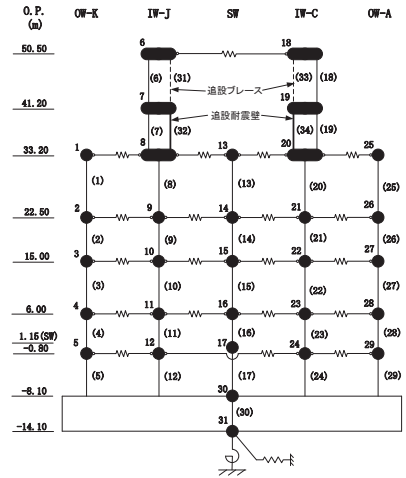 O.P. OW-K IW-J SW IW-C OW-A
(m)
6 18
50.50
(6) (31) (33) (18)
追設ブレース
7 19
41.20
追設耐震壁
(7) (32) (34) (19)
1 8 13 20 25
33.20
(1) (8) (13) (20) (25)
2 9 14 21 26
22.50
(2) (9) (14) (21) (26)
3 10 15 22 27
15.00
(3) (10) (15) (22) (27)
4 11 16 23 28
6.00
(4) (11) (16) (23) (28)
1.15(SW)
5 12 17 24 29
-0.80
(5) (12) (17) (24) (29)
30
-8.10
(30)
31
-14.10